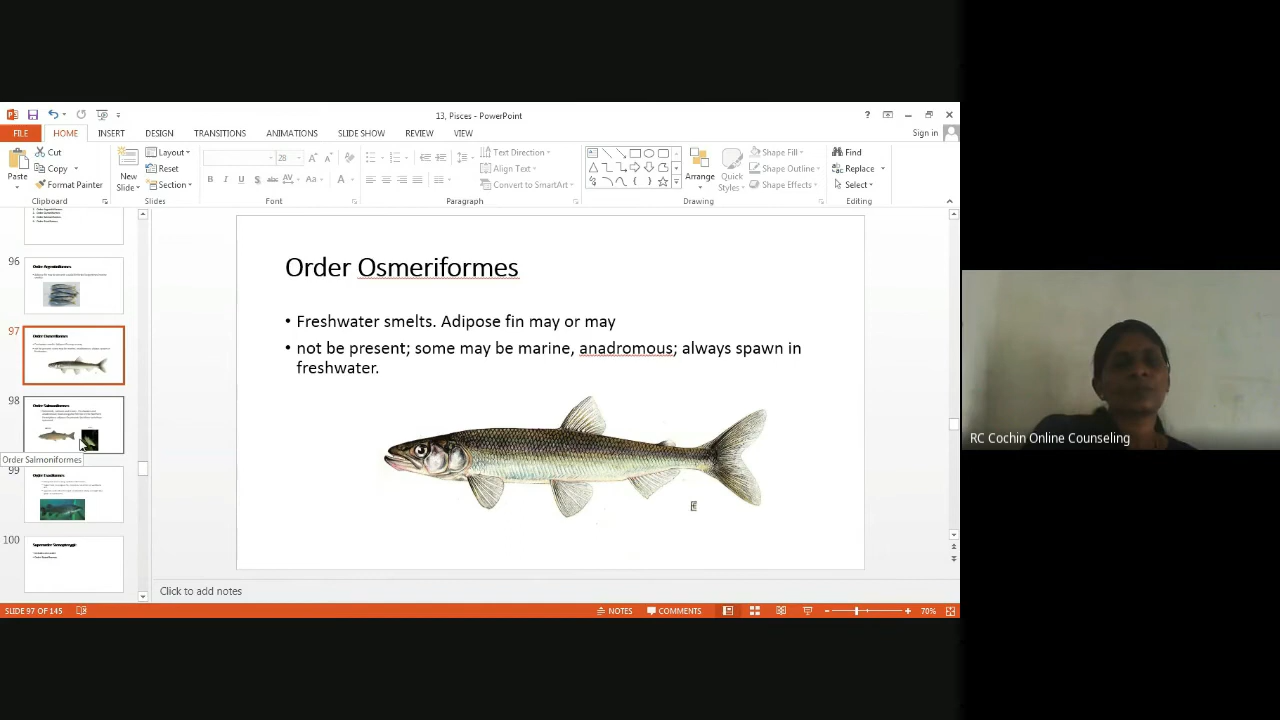 13, Pisces - PowerPoint
Sign in
FILE HOME INSERT DESIGN TRANSITIONS ANIMATIONS SLIDE SHOW REVIEW VIEW
Paste
Cut
Copy
Format Painter
Clipboard
New
Slide
Layout
Reset
Section
Slides
28
Font
Text Direction
Align Text
Convert to SmartArt
Paragraph
Arrange
Quick
Styles
Shape Fill
Shape Outline
Shape Effects
Drawing
Find
Replace
Select
Editing
96
97
98
Order Salmoniformes
99
100
Order Osmeriformes
• Freshwater smelts. Adipose fin may or may
• not be present; some may be marine, anadromous; always spawn in
freshwater.
Click to add notes
SLIDE 97 OF 145
NOTES
COMMENTS
70%
RC Cochin Online Counseling